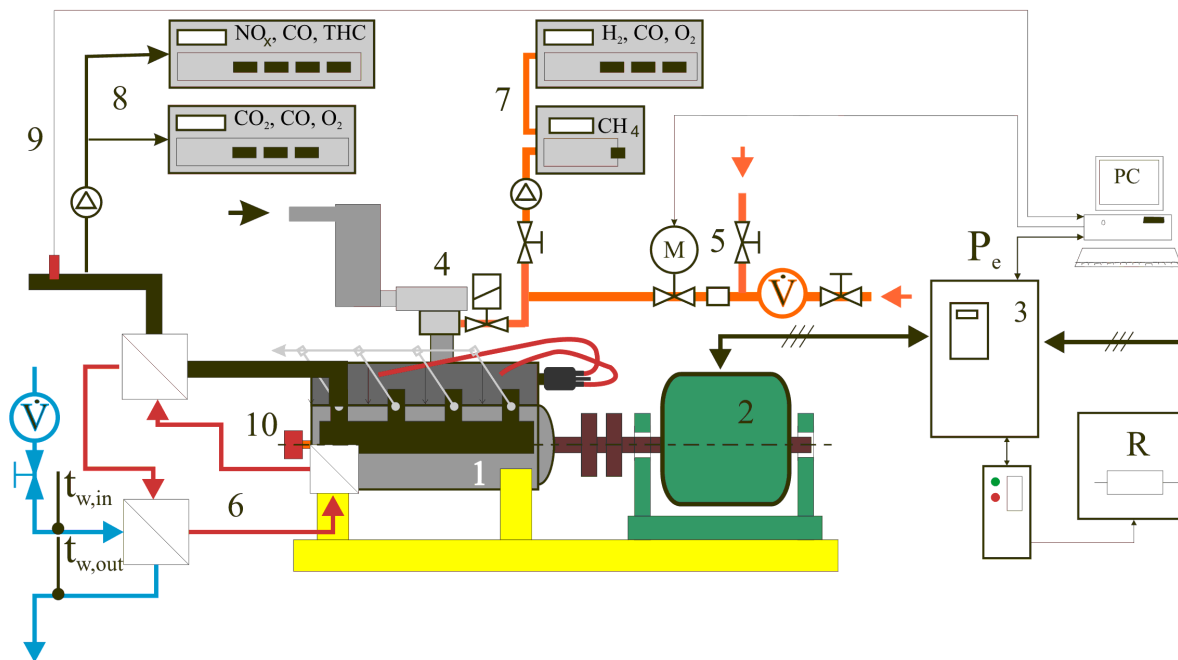 NOx, CO, THC
H2, CO, O2
8
7
9
CO2, CO, O2
CH4
PC
M
5
Pe
4
V̇
3
2
V̇
10
R
1
tw,in
6
tw,out